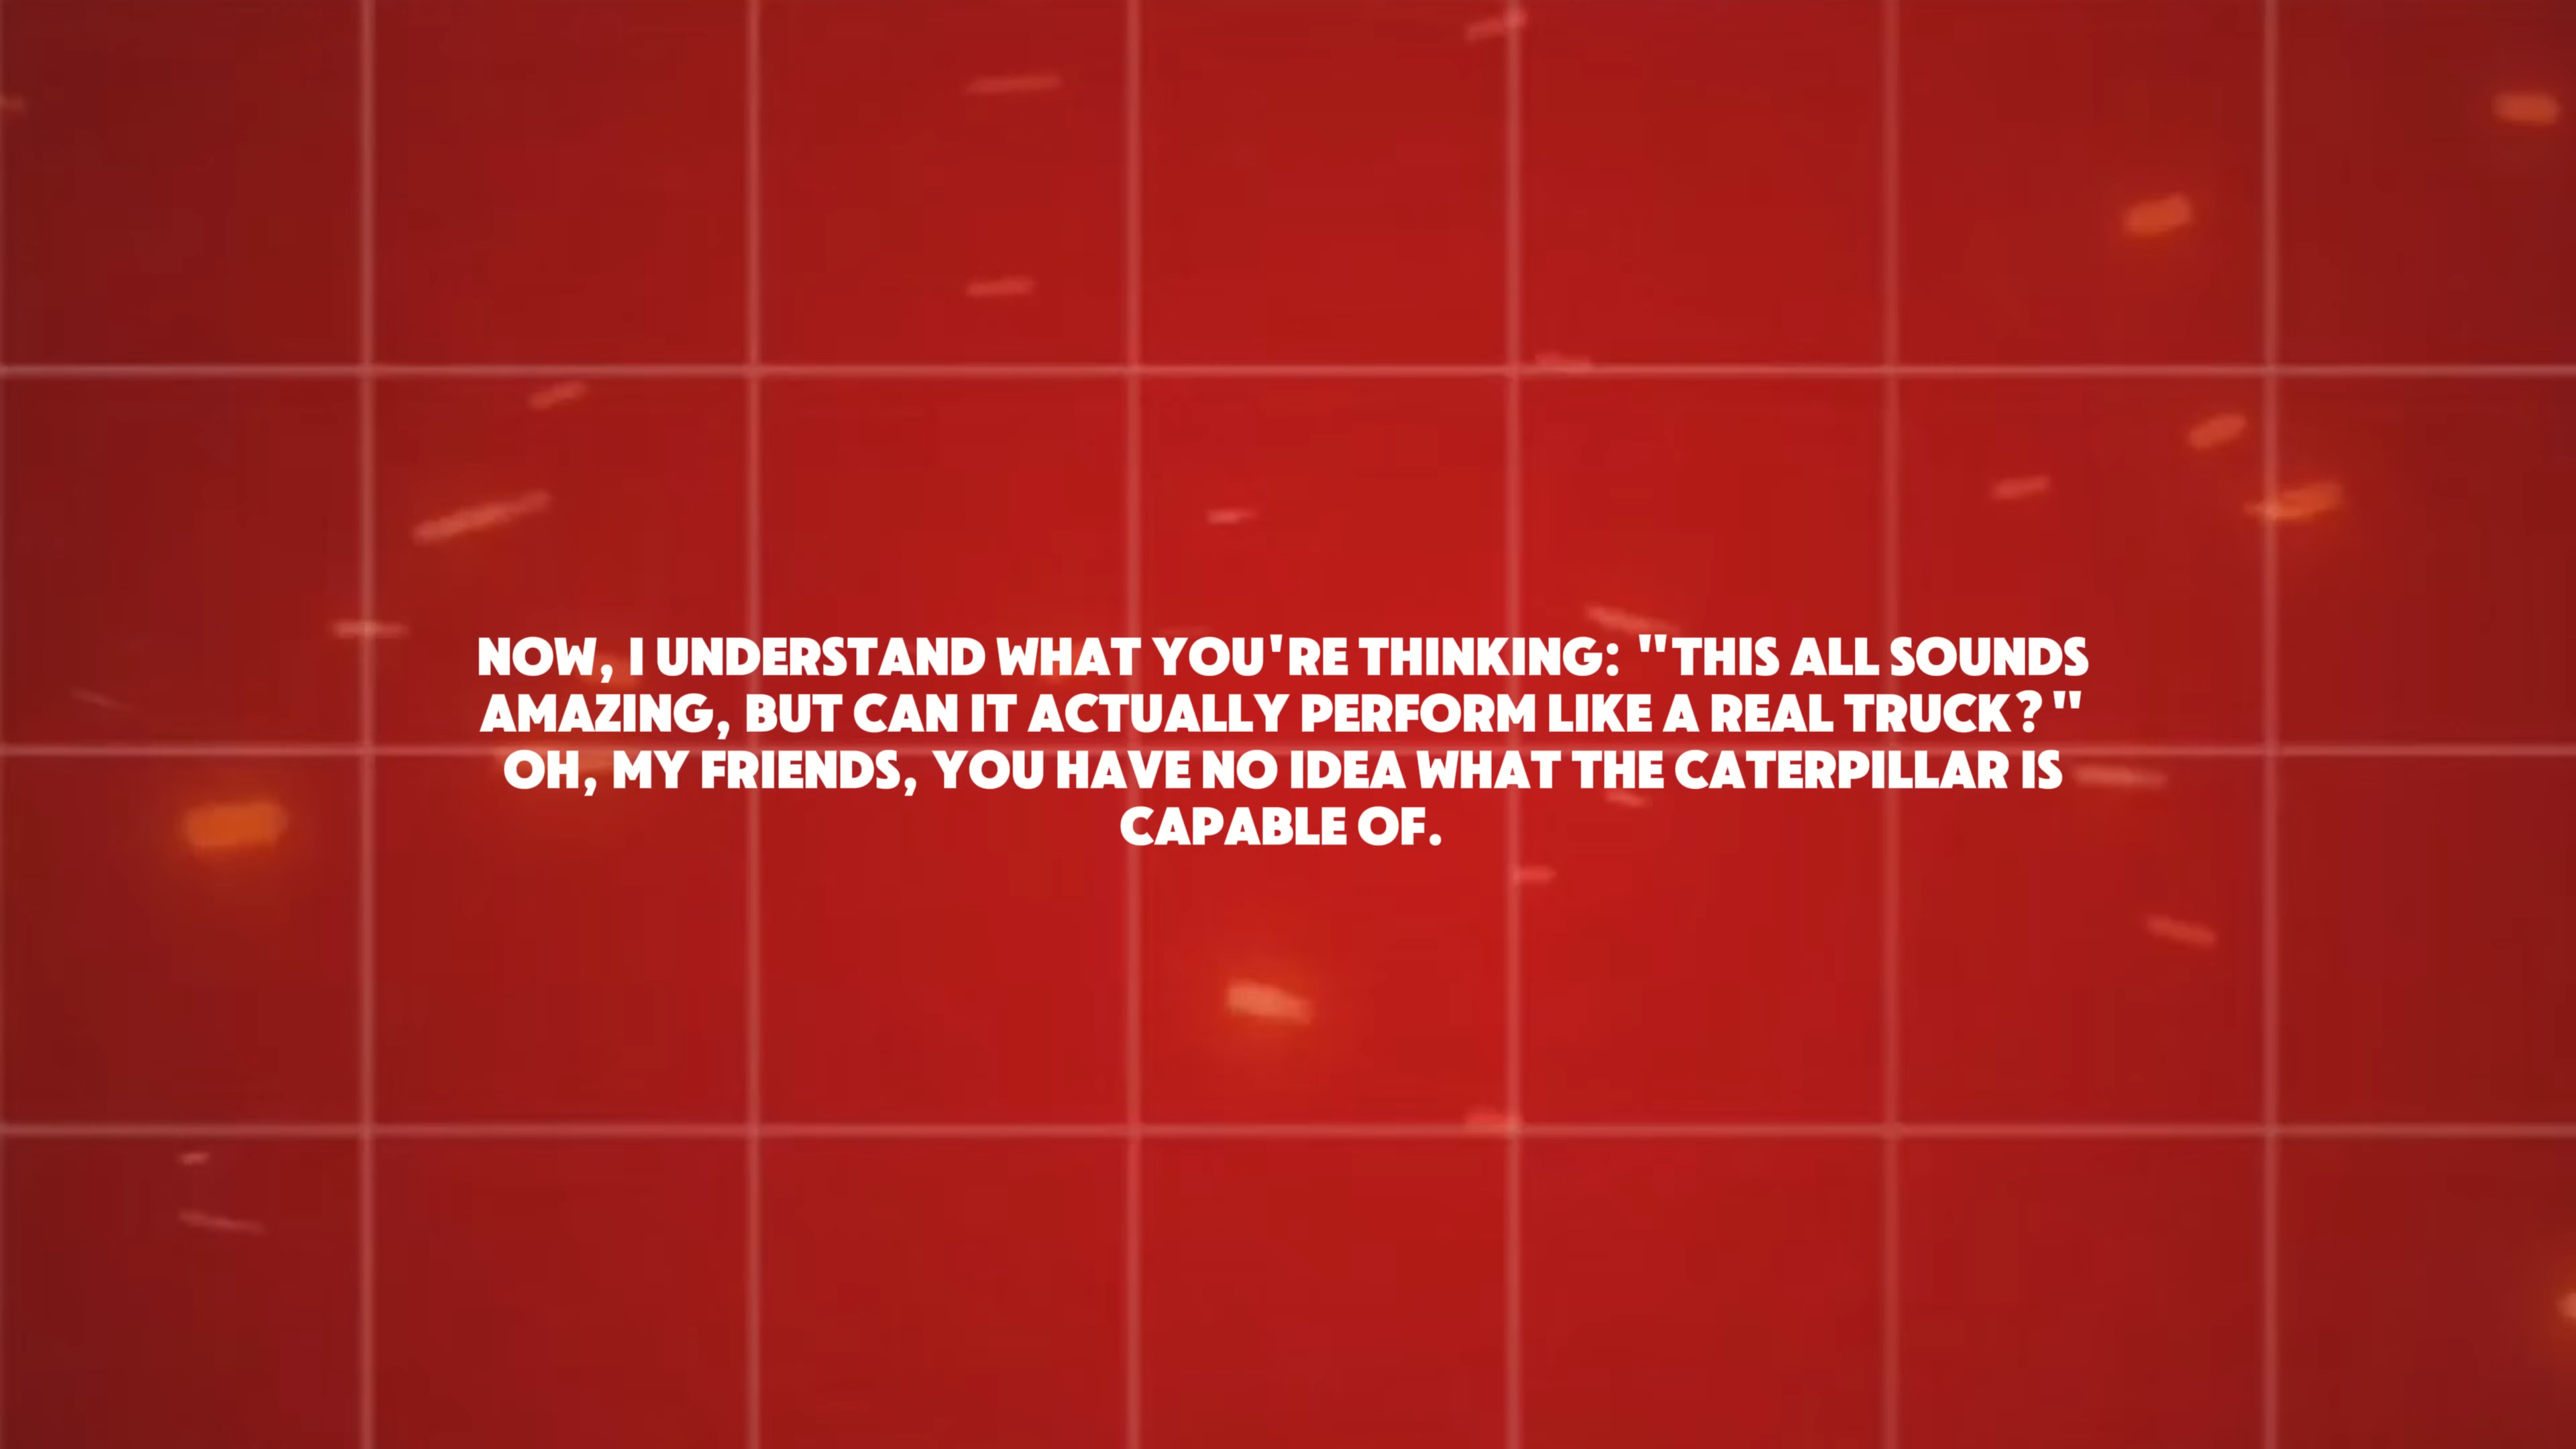 NOW, I UNDERSTAND WHAT YOU'RE THINKING: "THIS ALL SOUNDS
AMAZING, BUT CAN IT ACTUALLY PERFORM LIKE A REAL TRUCK?"
OH, MY FRIENDS, YOU HAVE NO IDEA WHAT THE CATERPILLAR IS
CAPABLE OF.